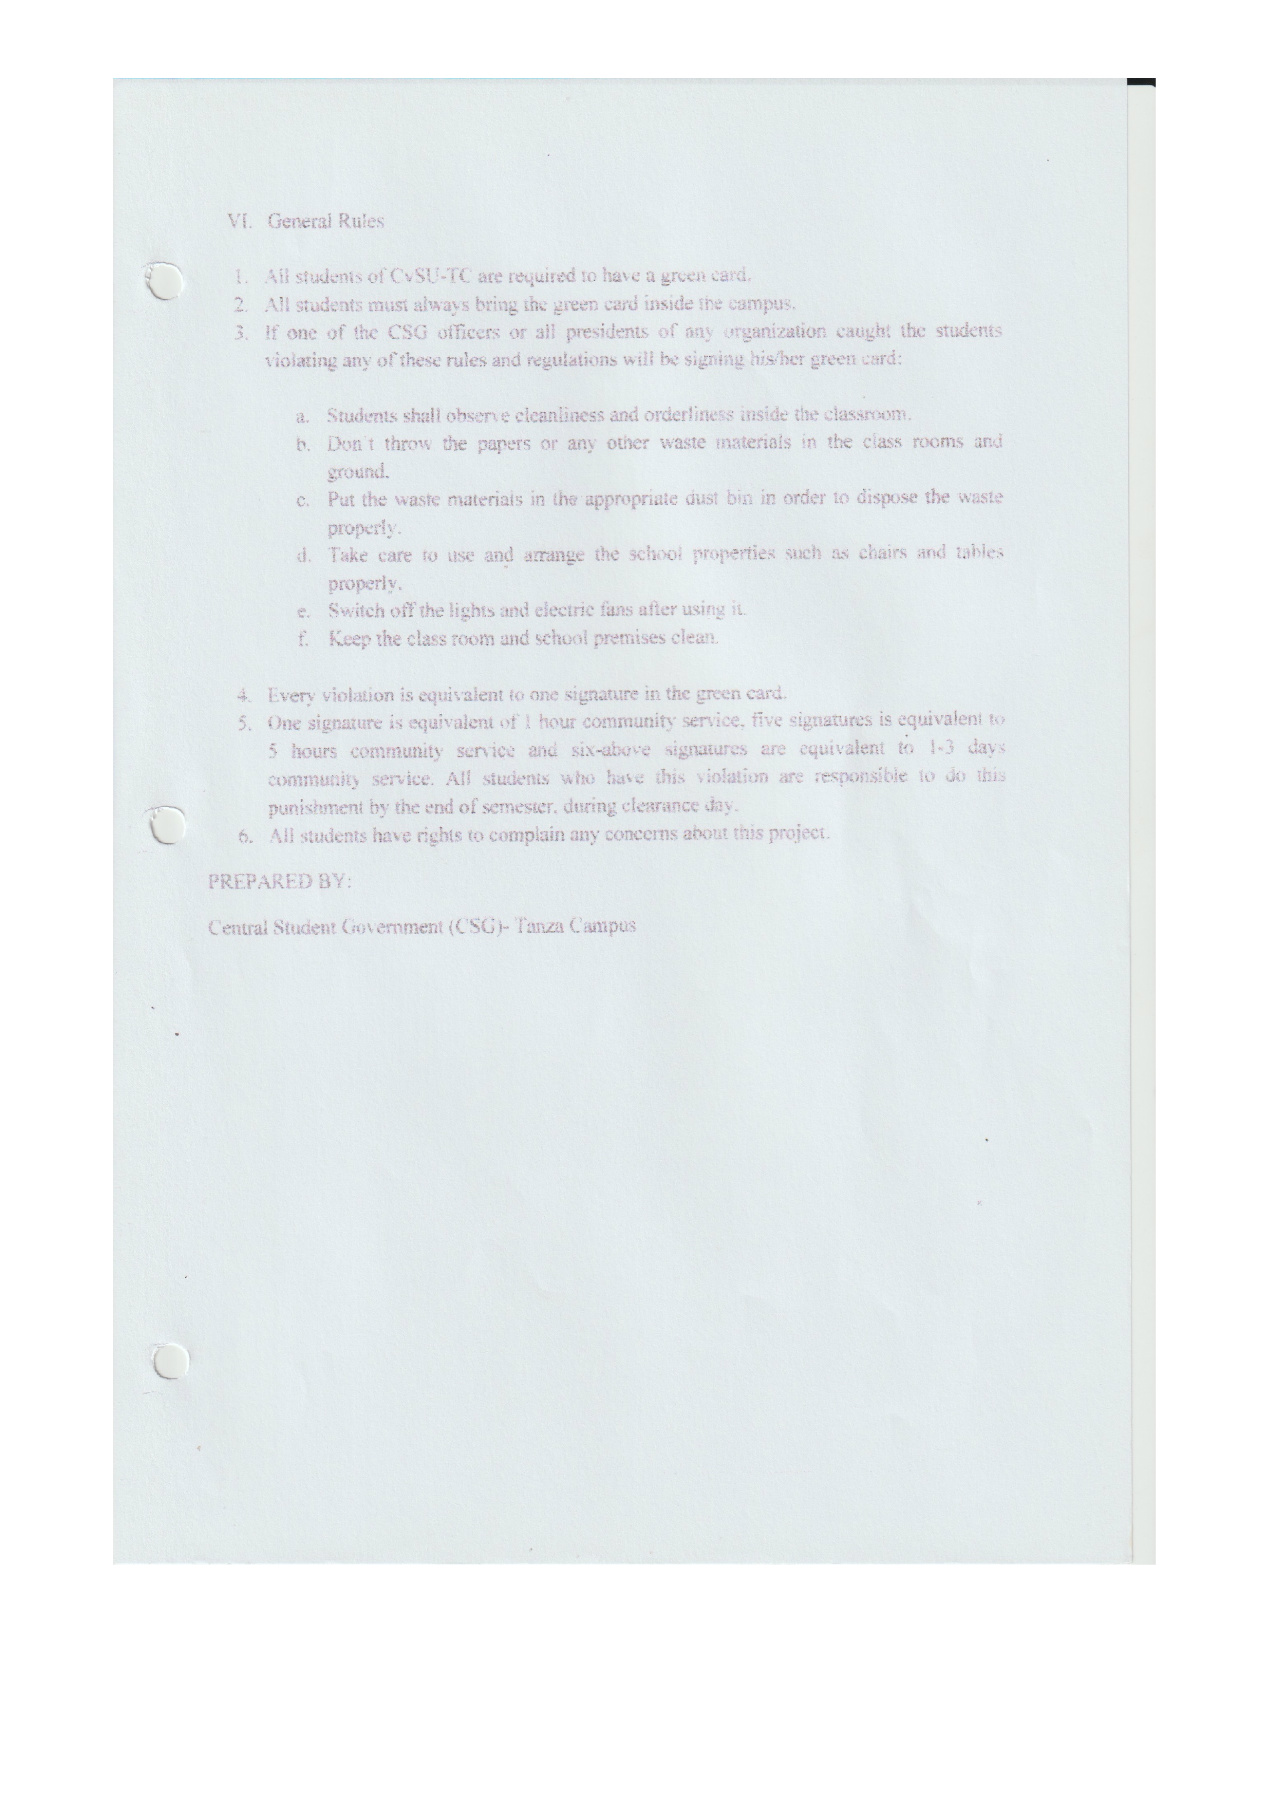 VI. General Rules
1. All students of CvSU-TC are required to have a green card.
2. All students must always bring the green card inside the campus.
3. If one of the CSG officers or all presidents of any organization caught the students
violating any of these rules and regulations will be signing his/her green card:
a. Students shall observe cleanliness and orderliness inside the classroom.
b. Don't throw the papers or any other waste materials in the class rooms and
ground.
c. Put the waste materials in the appropriate dust bin in order to dispose the waste
properly.
d. Take care to use and arrange the school properties such as chairs and tables
properly.
e. Switch off the lights and electric fans after using it.
f. Keep the class room and school premises clean.
4. Every violation is equivalent to one signature in the green card.
5. One signature is equivalent of 1 hour community service, five signatures is equivalent to
5 hours community service and six-above signatures are equivalent to 1-3 days
community service. All students who have this violation are responsible to do this
punishment by the end of semester, during clearance day.
6. All students have rights to complain any concerns about this project.
PREPARED BY:
Central Student Government (CSG)- Tanza Campus